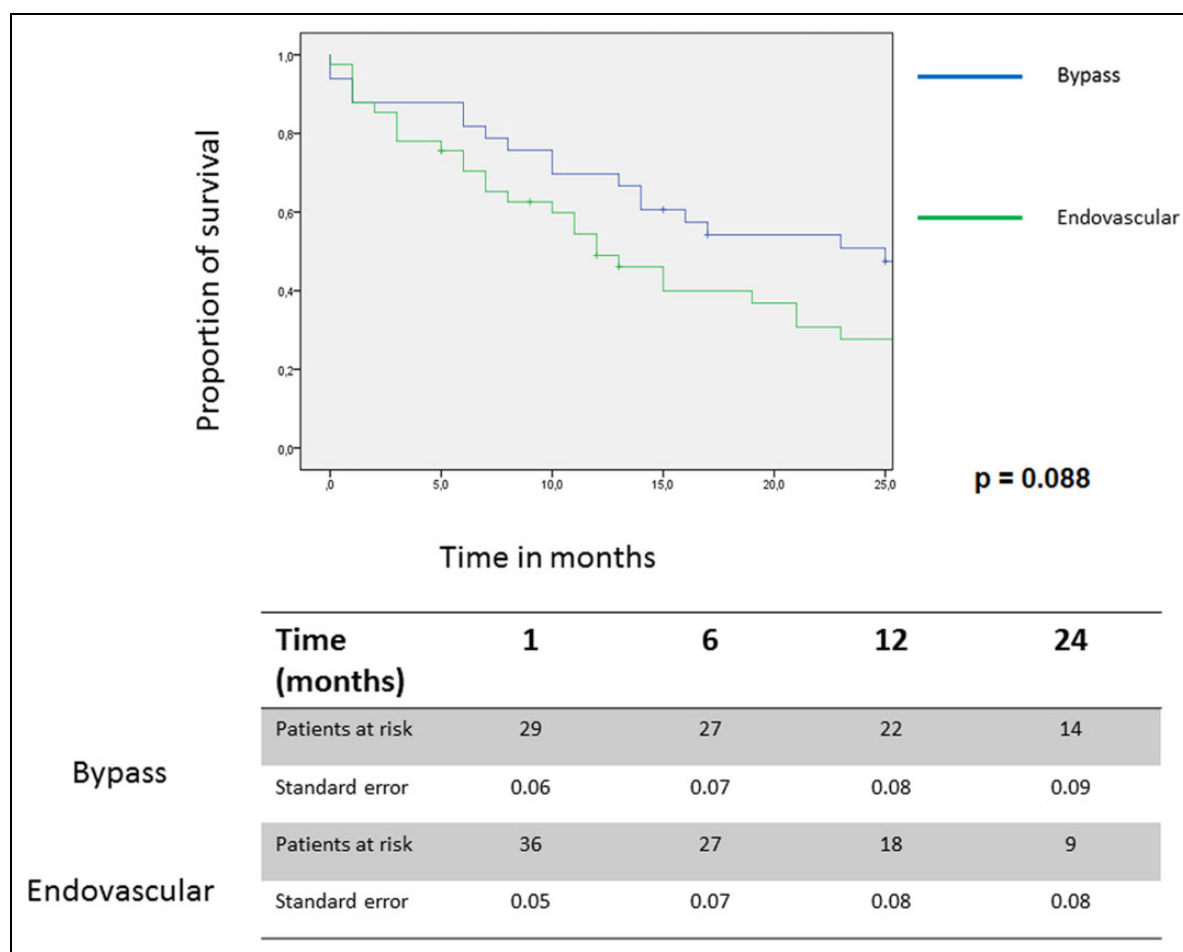 Proportion of survival
1,0
0,8
0,6
0,4
0,2
0,0
,0 5,0 10,0 15,0 20,0 25,0
Time in months
Bypass
Endovascular
p = 0.088
Time (months) 1 6 12 24
Bypass
Patients at risk 29 27 22 14
Standard error 0.06 0.07 0.08 0.09
Endovascular
Patients at risk 36 27 18 9
Standard error 0.05 0.07 0.08 0.08